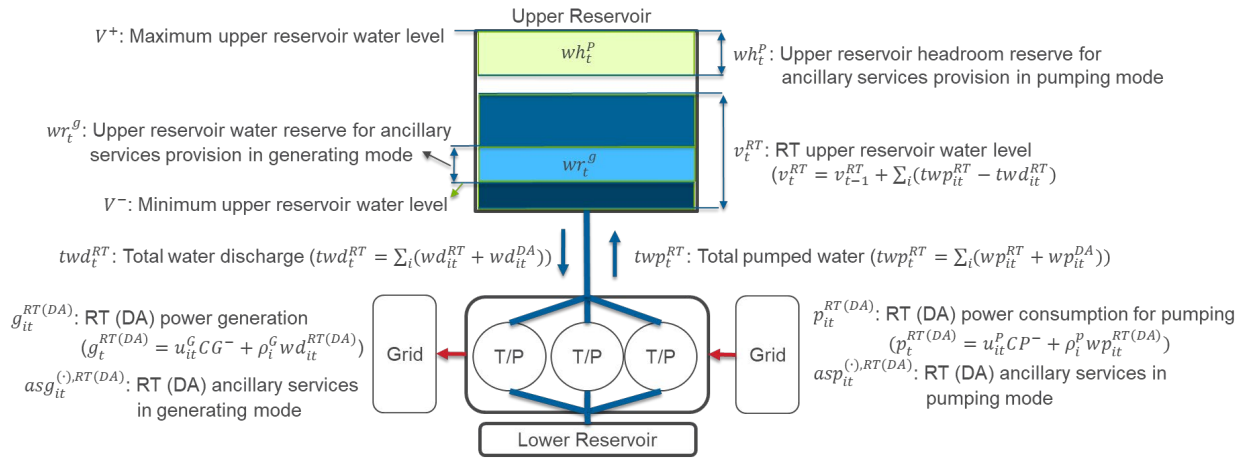 Upper Reservoir
V⁺: Maximum upper reservoir water level
wh_t^P
wh_t^P: Upper reservoir headroom reserve for
ancillary services provision in pumping mode
wr_t^g: Upper reservoir water reserve for ancillary
services provision in generating mode
wr_t^g
v_t^RT: RT upper reservoir water level
(v_t^RT = v_{t-1}^RT + ∑_i(twp_it^RT − twd_it^RT)
V⁻: Minimum upper reservoir water level
twd_t^RT: Total water discharge (twd_t^RT = ∑_i(wd_it^RT + wd_it^DA))
twp_t^RT: Total pumped water (twp_t^RT = ∑_i(wp_it^RT + wp_it^DA))
g_it^RT(DA): RT (DA) power generation
(g_t^RT(DA) = u_it^G CG⁻ + ρ_i^G wd_it^RT(DA))
asg_it^(·),RT(DA): RT (DA) ancillary services
in generating mode
Grid
T/P
T/P
T/P
Grid
p_it^RT(DA): RT (DA) power consumption for pumping
(p_t^RT(DA) = u_it^P CP⁻ + ρ_i^p wp_it^RT(DA))
asp_it^(·),RT(DA): RT (DA) ancillary services in
pumping mode
Lower Reservoir